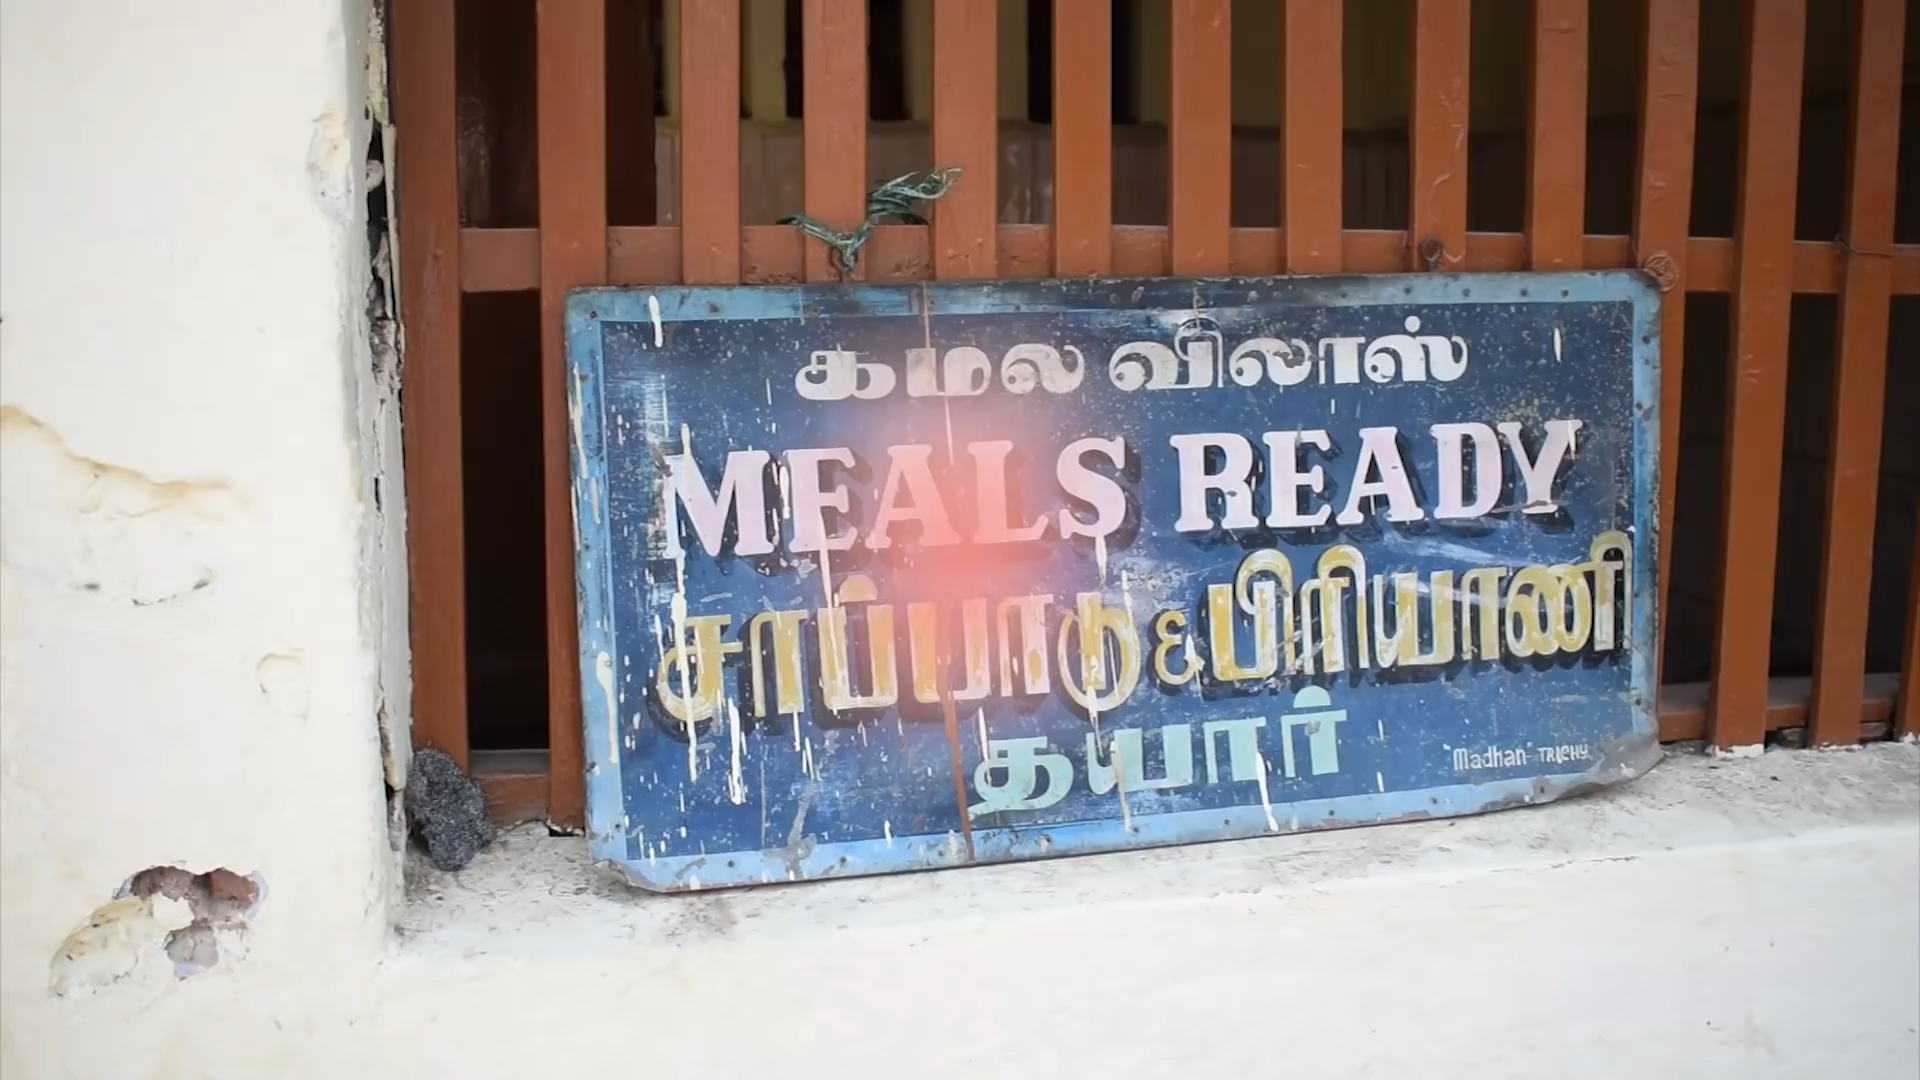 கமல விலாஸ்
MEALS READY
சாப்பாடு & பிரியாணி
தயார்
"Madhan" TRICHY